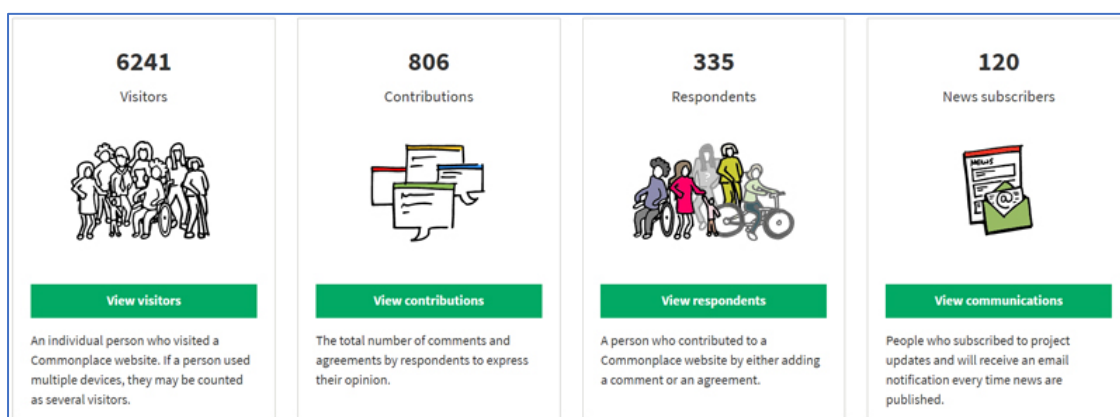 6241
Visitors
View visitors
An individual person who visited a
Commonplace website. If a person used
multiple devices, they may be counted
as several visitors.
806
Contributions
View contributions
The total number of comments and
agreements by respondents to express
their opinion.
335
Respondents
View respondents
A person who contributed to a
Commonplace website by either adding
a comment or an agreement.
120
News subscribers
NEWS
@
View communications
People who subscribed to project
updates and will receive an email
notification every time news are
published.